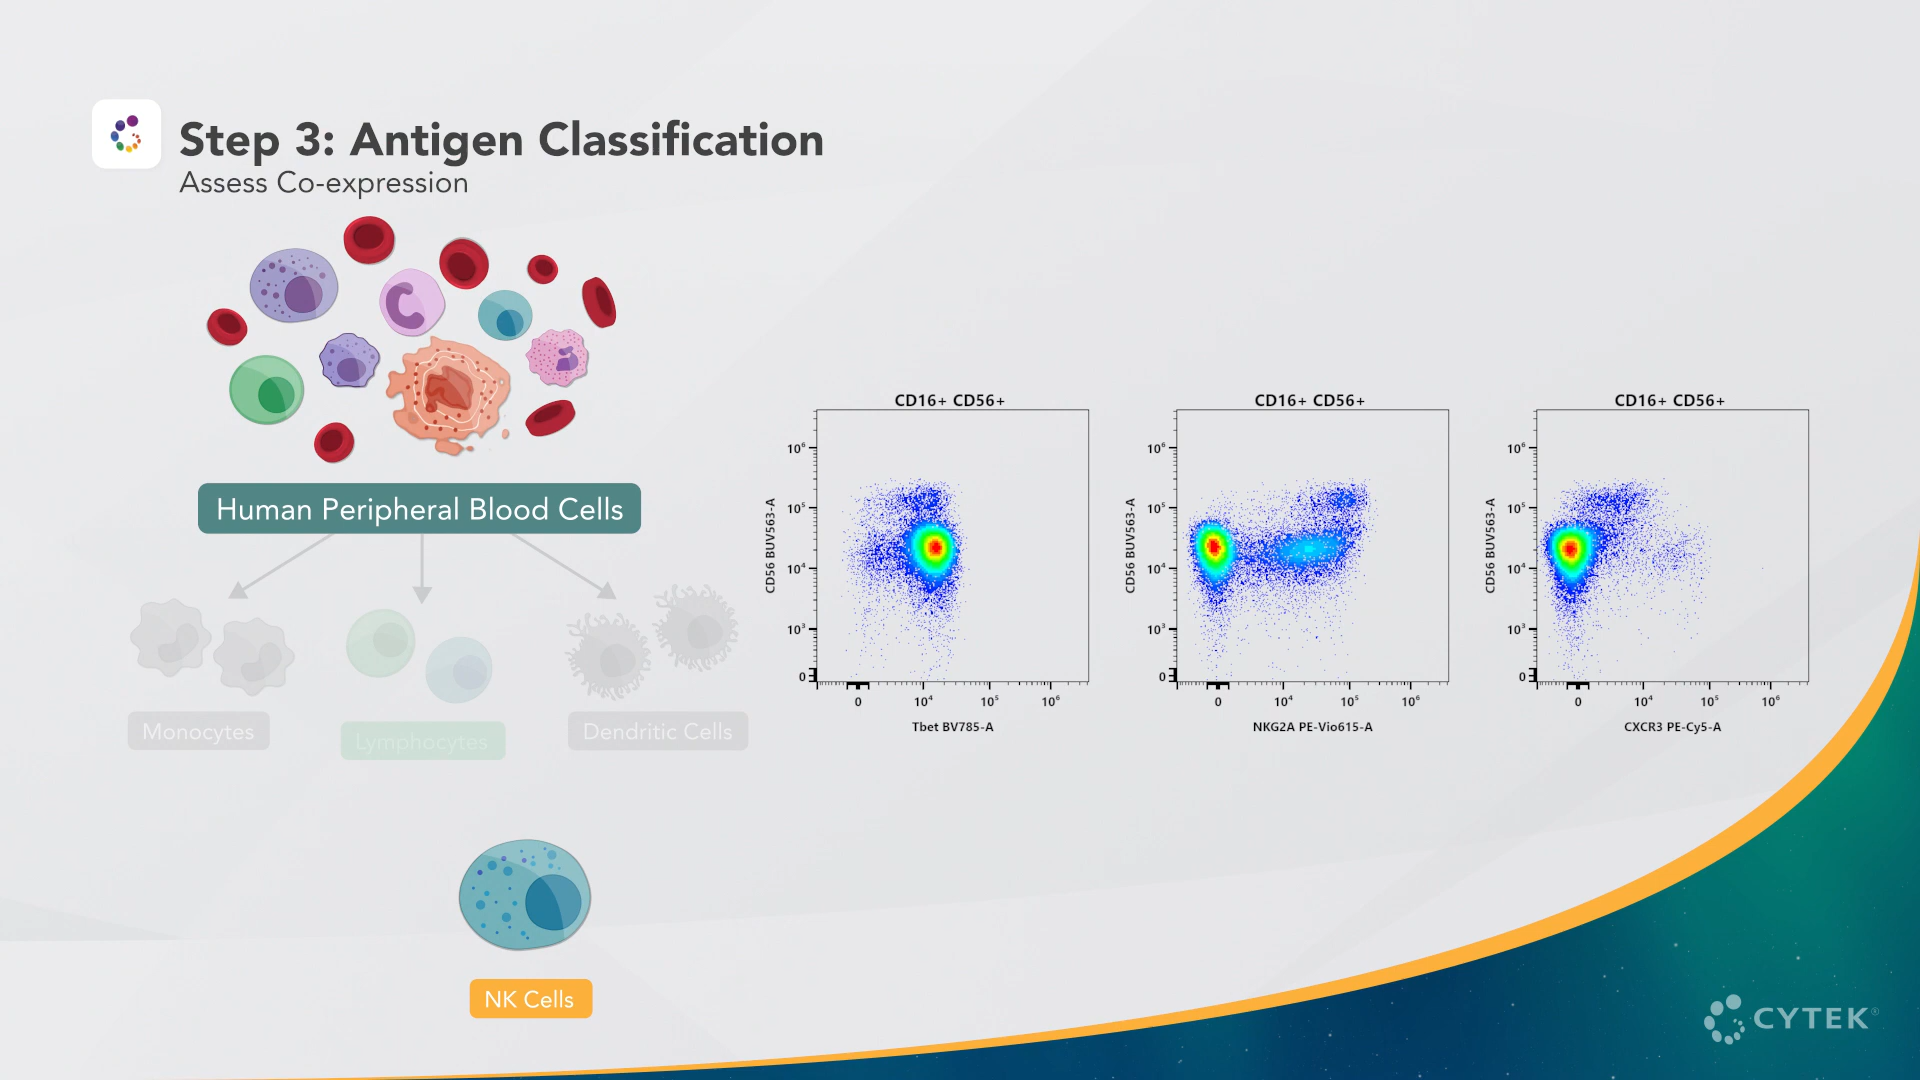 Step 3: Antigen Classification
Assess Co-expression
Human Peripheral Blood Cells
Monocytes
Lymphocytes
Dendritic Cells
NK Cells
CD16+ CD56+
CD56 BUV563-A
10⁶
10⁵
10⁴
10³
0
0 10⁴ 10⁵ 10⁶
Tbet BV785-A
CD16+ CD56+
CD56 BUV563-A
10⁶
10⁵
10⁴
10³
0
0 10⁴ 10⁵ 10⁶
NKG2A PE-Vio615-A
CD16+ CD56+
CD56 BUV563-A
10⁶
10⁵
10⁴
10³
0
0 10⁴ 10⁵ 10⁶
CXCR3 PE-Cy5-A
CYTEK®